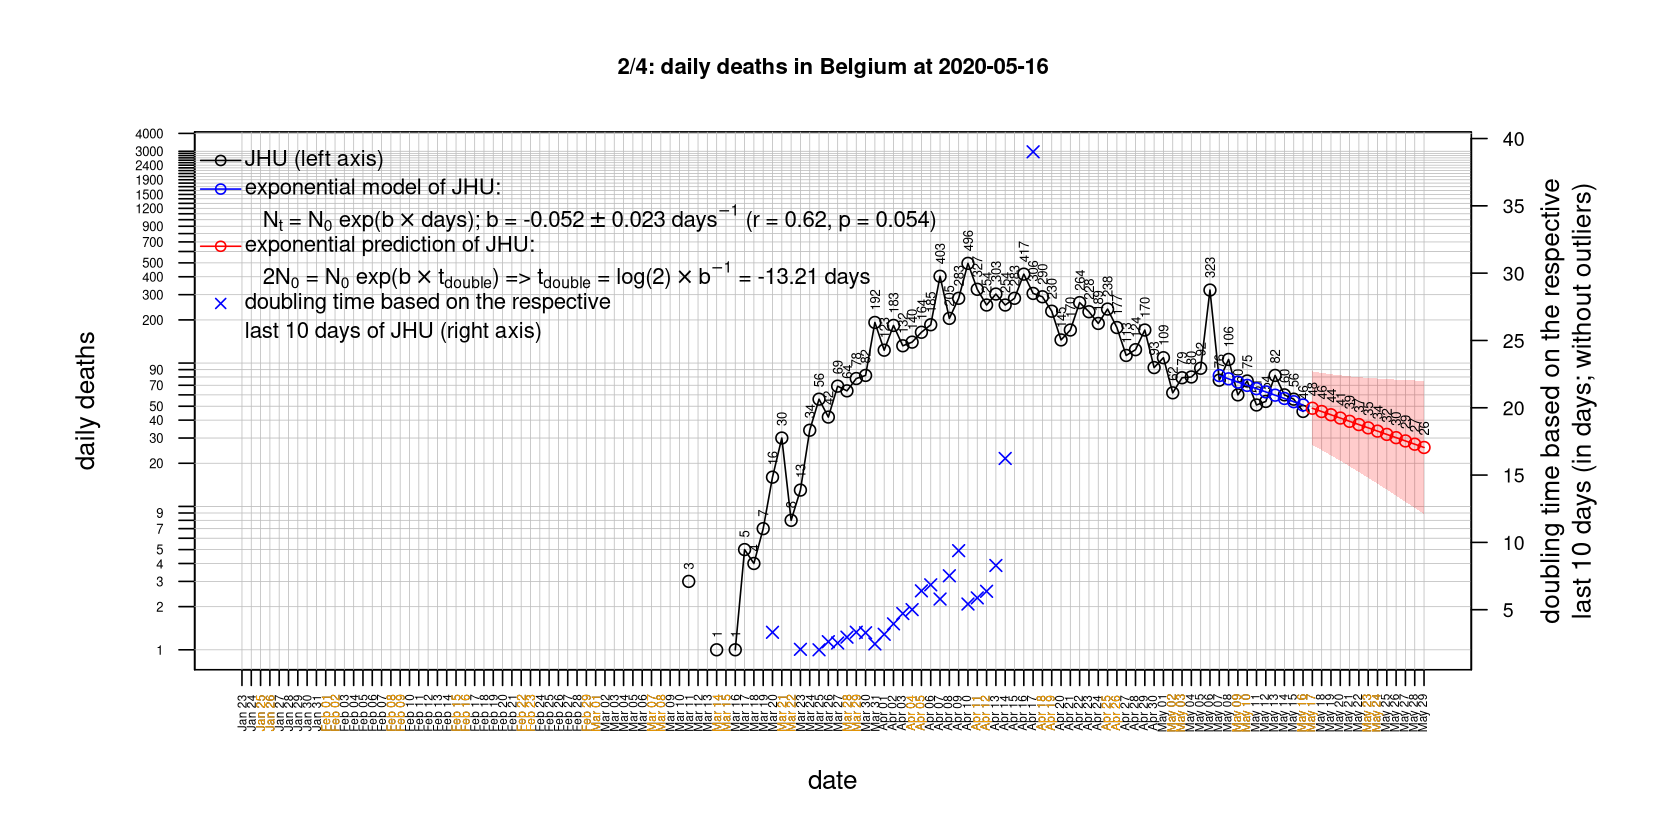 2/4: daily deaths in Belgium at 2020-05-16
JHU (left axis)
exponential model of JHU:
Nt = N0 exp(b × days); b = -0.052 ± 0.023 days−1 (r = 0.62, p = 0.054)
exponential prediction of JHU:
2N0 = N0 exp(b × tdouble) => tdouble = log(2) × b−1 = -13.21 days
doubling time based on the respective
last 10 days of JHU (right axis)
daily deaths
4000
3000
2400
1900
1500
1200
900
700
500
400
300
200
90
70
50
40
30
20
9
7
5
4
3
2
1
3
1
1
5
4
7
16
30
8
13
34
56
42
69
64
78
82
192
123
183
132
140
164
185
403
205
283
496
327
254
303
254
283
417
306
290
230
145
170
264
228
189
238
177
113
124
170
93
109
62
79
80
92
323
76
106
60
75
82
60
56
46
48
46
44
41
39
37
35
34
32
30
29
27
26
40
35
30
25
20
15
10
5
doubling time based on the respective
last 10 days (in days; without outliers)
Jan 23
Jan 24
Jan 25
Jan 26
Jan 27
Jan 28
Jan 29
Jan 30
Jan 31
Feb 01
Feb 02
Feb 03
Feb 04
Feb 05
Feb 06
Feb 07
Feb 08
Feb 09
Feb 10
Feb 11
Feb 12
Feb 13
Feb 14
Feb 15
Feb 16
Feb 17
Feb 18
Feb 19
Feb 20
Feb 21
Feb 22
Feb 23
Feb 24
Feb 25
Feb 26
Feb 27
Feb 28
Feb 29
Mar 01
Mar 02
Mar 03
Mar 04
Mar 05
Mar 06
Mar 07
Mar 08
Mar 09
Mar 10
Mar 11
Mar 12
Mar 13
Mar 14
Mar 15
Mar 16
Mar 17
Mar 18
Mar 19
Mar 20
Mar 21
Mar 22
Mar 23
Mar 24
Mar 25
Mar 26
Mar 27
Mar 28
Mar 29
Mar 30
Mar 31
Apr 01
Apr 02
Apr 03
Apr 04
Apr 05
Apr 06
Apr 07
Apr 08
Apr 09
Apr 10
Apr 11
Apr 12
Apr 13
Apr 14
Apr 15
Apr 16
Apr 17
Apr 18
Apr 19
Apr 20
Apr 21
Apr 22
Apr 23
Apr 24
Apr 25
Apr 26
Apr 27
Apr 28
Apr 29
Apr 30
May 01
May 02
May 03
May 04
May 05
May 06
May 07
May 08
May 09
May 10
May 11
May 12
May 13
May 14
May 15
May 16
May 17
May 18
May 19
May 20
May 21
May 22
May 23
May 24
May 25
May 26
May 27
May 28
May 29
date